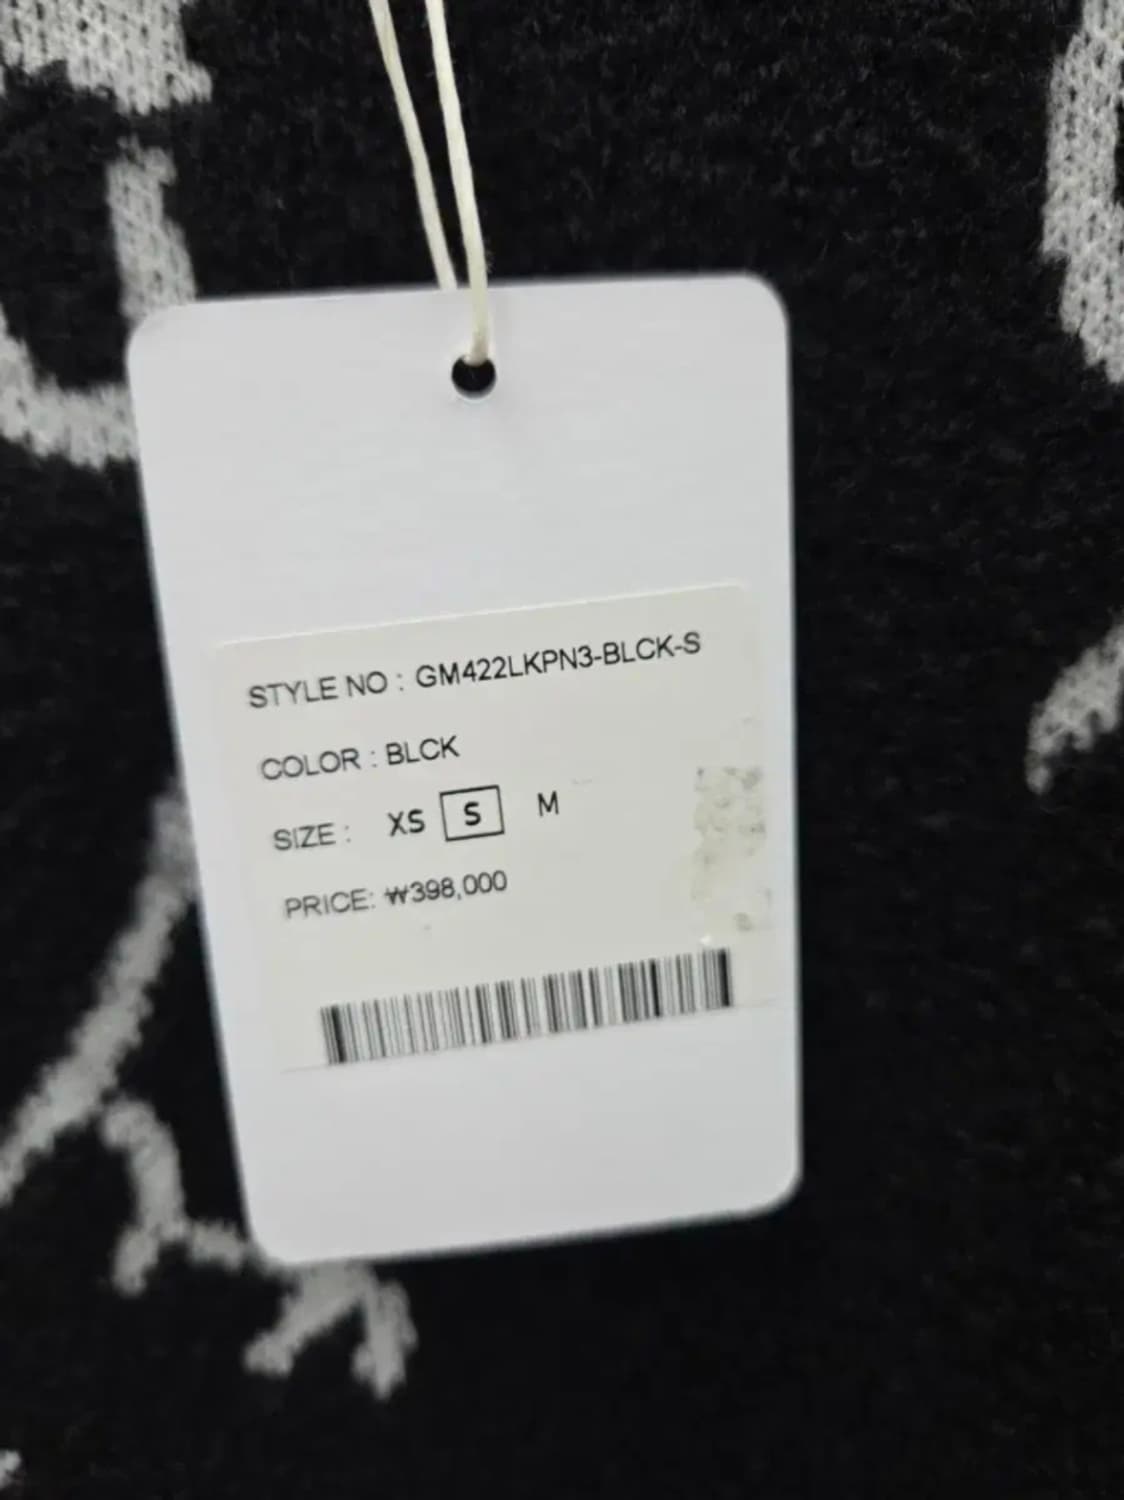 STYLE NO : GM422LKPN3-BLCK-S
COLOR : BLCK
SIZE : XS S M
PRICE: ₩398,000